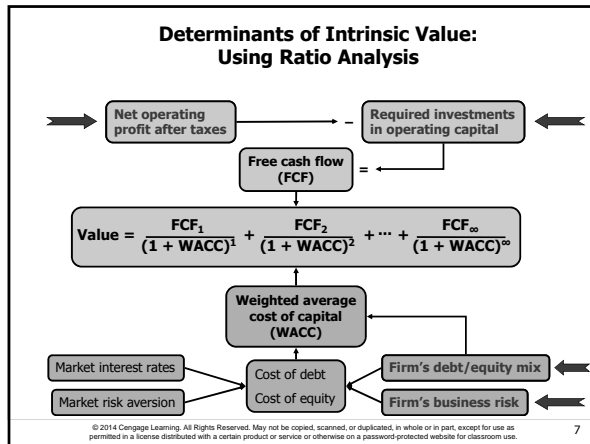 Determinants of Intrinsic Value:
Using Ratio Analysis
Net operating
profit after taxes
−
Required investments
in operating capital
Free cash flow
(FCF)
=
Value = FCF1 / (1 + WACC)^1 + FCF2 / (1 + WACC)^2 + ··· + FCF∞ / (1 + WACC)^∞
Weighted average
cost of capital
(WACC)
Market interest rates
Market risk aversion
Cost of debt
Cost of equity
Firm’s debt/equity mix
Firm’s business risk
© 2014 Cengage Learning. All Rights Reserved. May not be copied, scanned, or duplicated, in whole or in part, except for use as
permitted in a license distributed with a certain product or service or otherwise on a password-protected website for classroom use.
7